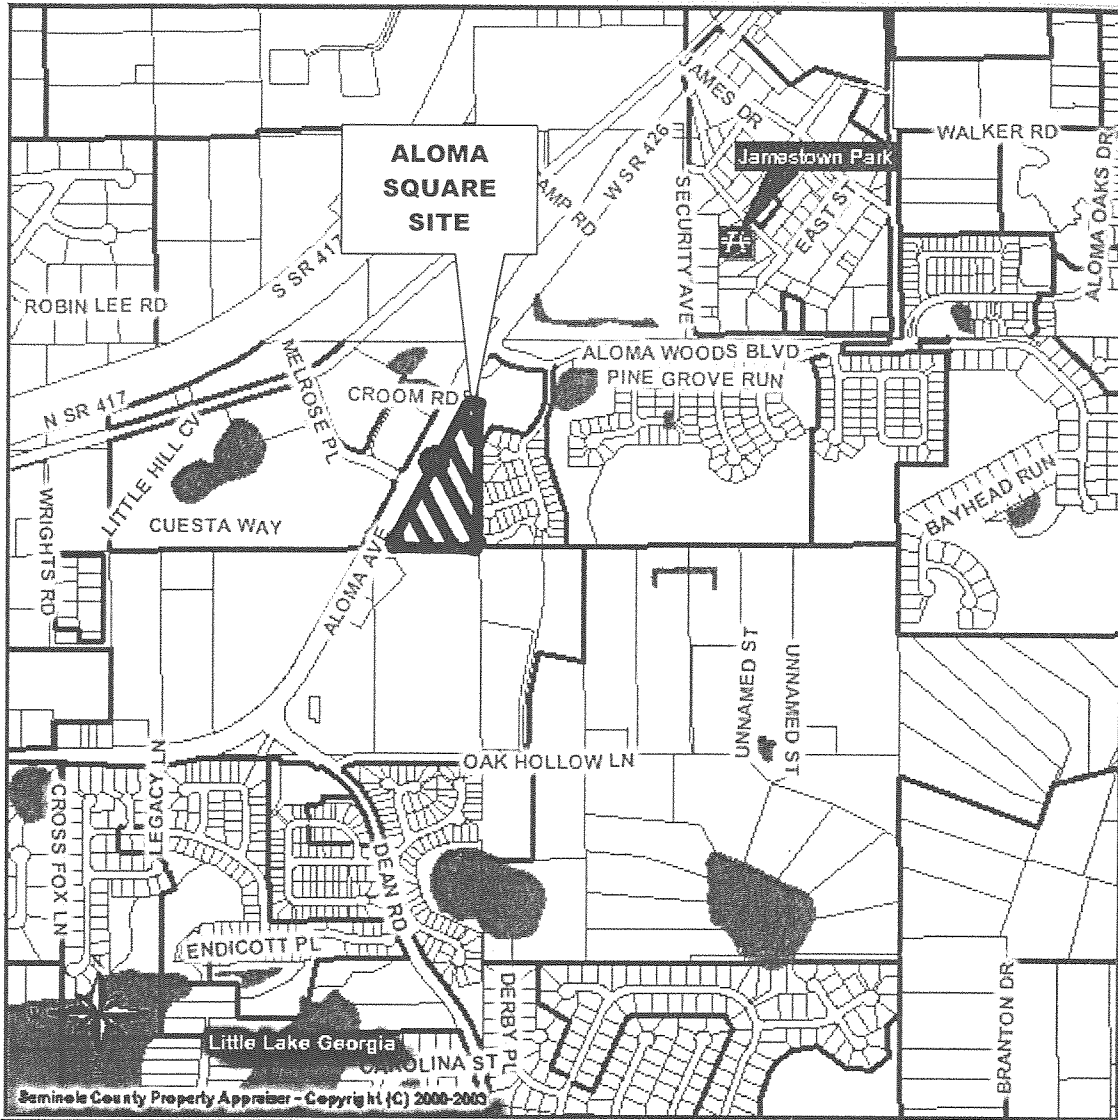 JAMES DR
WALKER RD
ALOMA
SQUARE
SITE
Jamestown Park
ALOMA OAKS DR
AMP RD
W SR 426
SECURITY AVE
EAST ST
S SR 417
ROBIN LEE RD
ALOMA WOODS BLVD
PINE GROVE RUN
MELROSE PL
CROOM RD
N SR 417
LITTLE HILL CV
WRIGHTS RD
CUESTA WAY
BAYHEAD RUN
ALOMA AVE
UNNAMED ST
UNNAMED ST
OAK HOLLOW LN
CROSS FOX LN
LEGACY LN
DEAN RD
ENDICOTT PL
DERBY PL
BRANTON DR
Little Lake Georgia
CAROLINA ST
Seminole County Property Appraiser - Copyright (C) 2000-2003